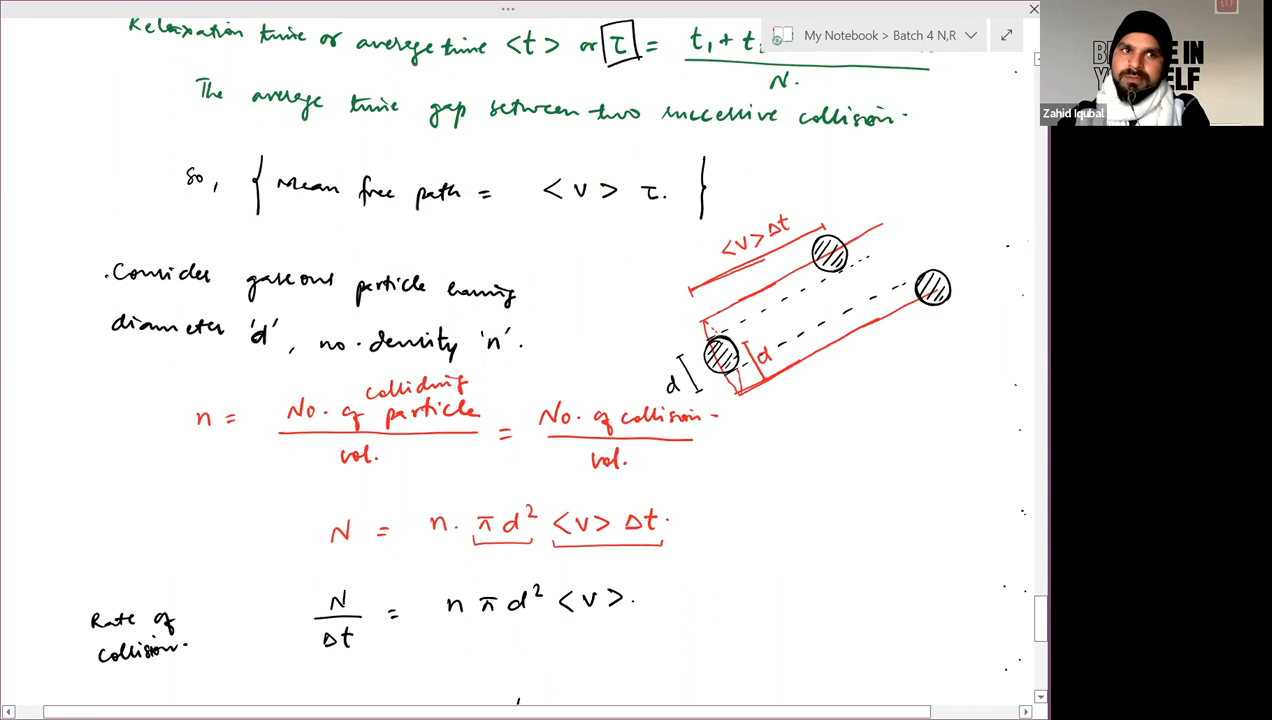 Relaxation time or average time <t> or τ = t₁ + t
N.
My Notebook > Batch 4 N,R
The average time gap between two successive collision.
Zahid Iqbal
so, { Mean free path = <v> τ. }
<v> Δt
.Consider gaseous particle having
diameter 'd', no. density 'n'.
d
d
n = No. of colliding particle / vol. = No. of collision / vol.
N = n. π d² <v> Δt.
Rate of collision. N / Δt = n π d² <v>.